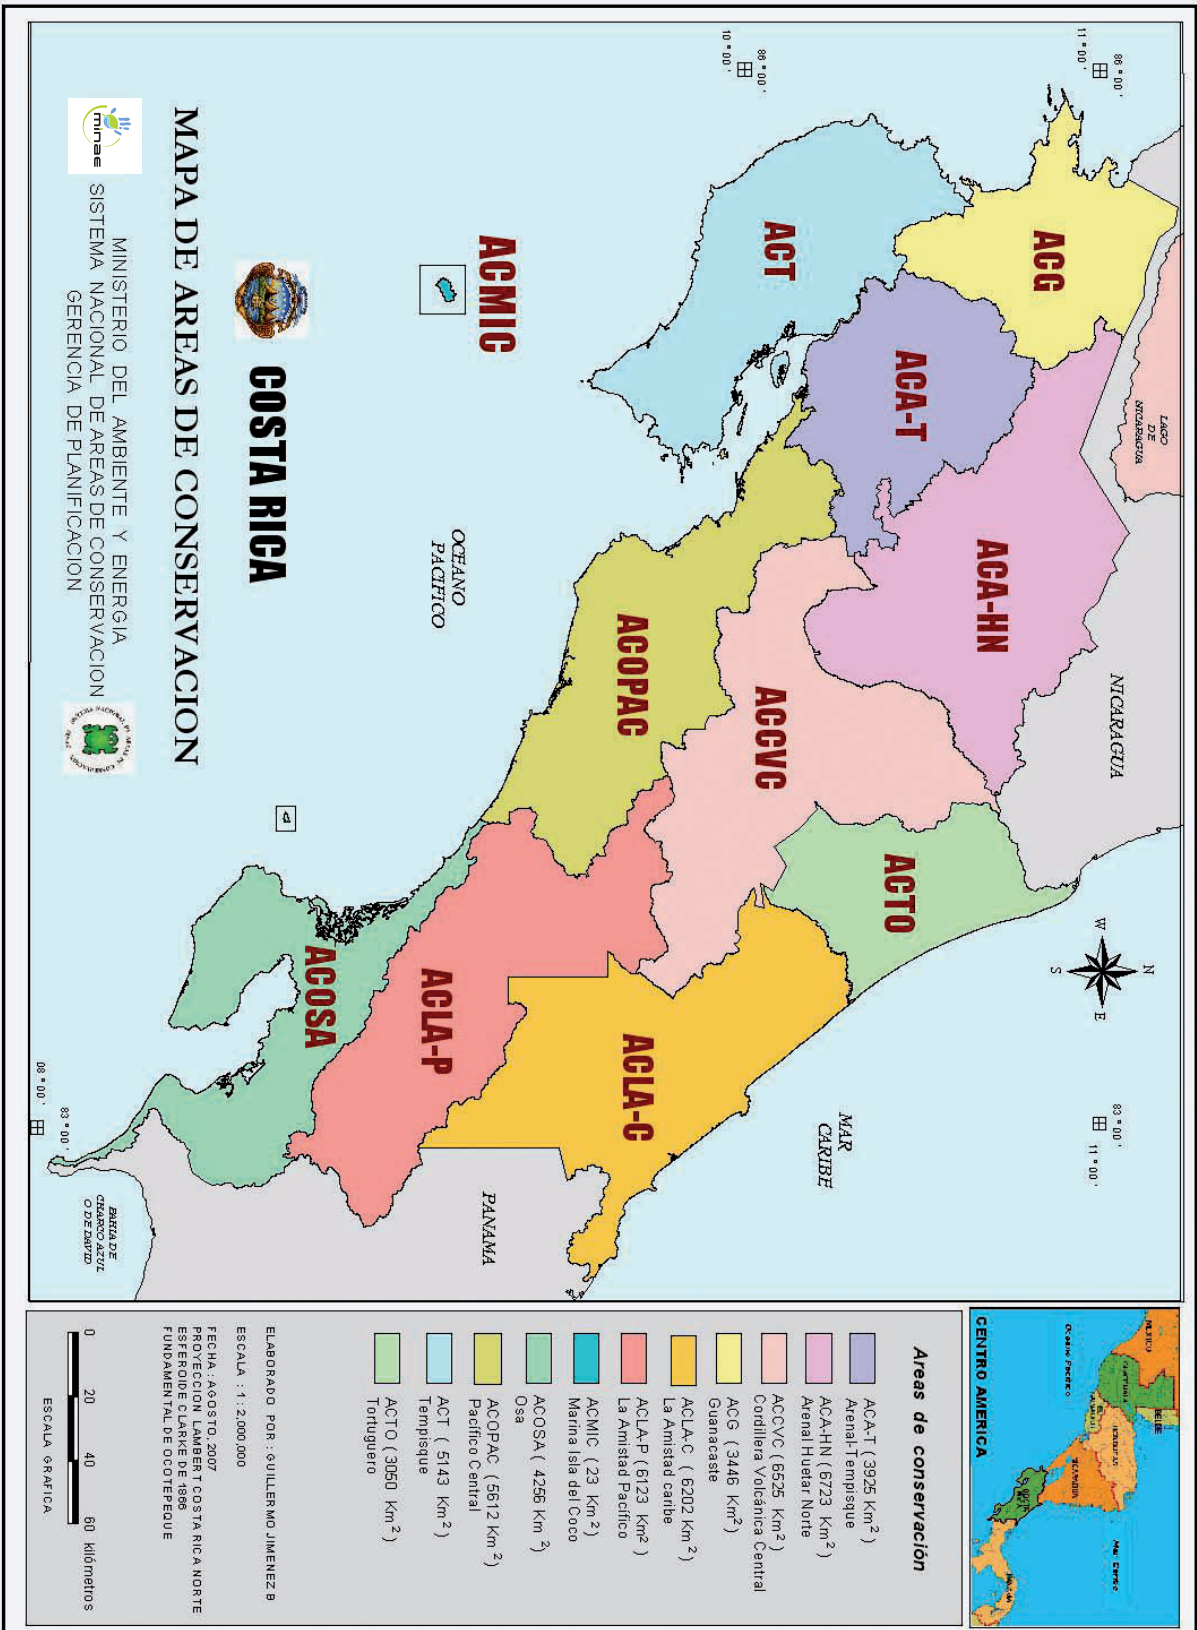 11 ° 00 '
86 ° 00 '
10 ° 00 '
86 ° 00 '
LAGO
DE
NICARAGUA
NICARAGUA
ACG
ACA-T
ACT
ACA-HN
ACCVC
ACOPAC
ACTO
ACLA-C
ACLA-P
ACOSA
ACMIC
N
W
E
S
83 ° 00 '
11 ° 00 '
MAR
CARIBE
OCEANO
PACIFICO
PANAMA
BAHIA DE
CHARCO AZUL
O DE DAVID
83 ° 00 '
08 ° 00 '
COSTA RICA
MAPA DE AREAS DE CONSERVACION
minae
MINISTERIO DEL AMBIENTE Y ENERGIA
SISTEMA NACIONAL DE AREAS DE CONSERVACION
GERENCIA DE PLANIFICACION
MEXICO
GUATEMALA
BELICE
HONDURAS
NICARAGUA
Mar Caribe
Oceano Pacifico
CENTRO AMERICA
Areas de conservación
ACA-T (3925 Km²)
Arenal-Tempisque
ACA-HN (6723 Km²)
Arenal Huetar Norte
ACCVC (6525 Km²)
Cordillera Volcánica Central
ACG (3446 Km²)
Guanacaste
ACLA-C (6202 Km²)
La Amistad caribe
ACLA-P (6123 Km²)
La Amistad Pacífico
ACMIC (23 Km²)
Marina Isla del Coco
ACOSA (4256 Km²)
Osa
ACOPAC (5612 Km²)
Pacífico Central
ACT (5143 Km²)
Tempisque
ACTO (3050 Km²)
Tortuguero
ELABORADO POR : GUILLERMO JIMENEZ B
ESCALA : 1 : 2,000,000
FECHA : AGOSTO, 2007
PROYECCION LAMBERT COSTA RICA NORTE
ESFEROIDE CLARKE DE 1866
FUNDAMENTAL DE OCOTEPEQUE
0 20 40 60 kilómetros
ESCALA GRAFICA